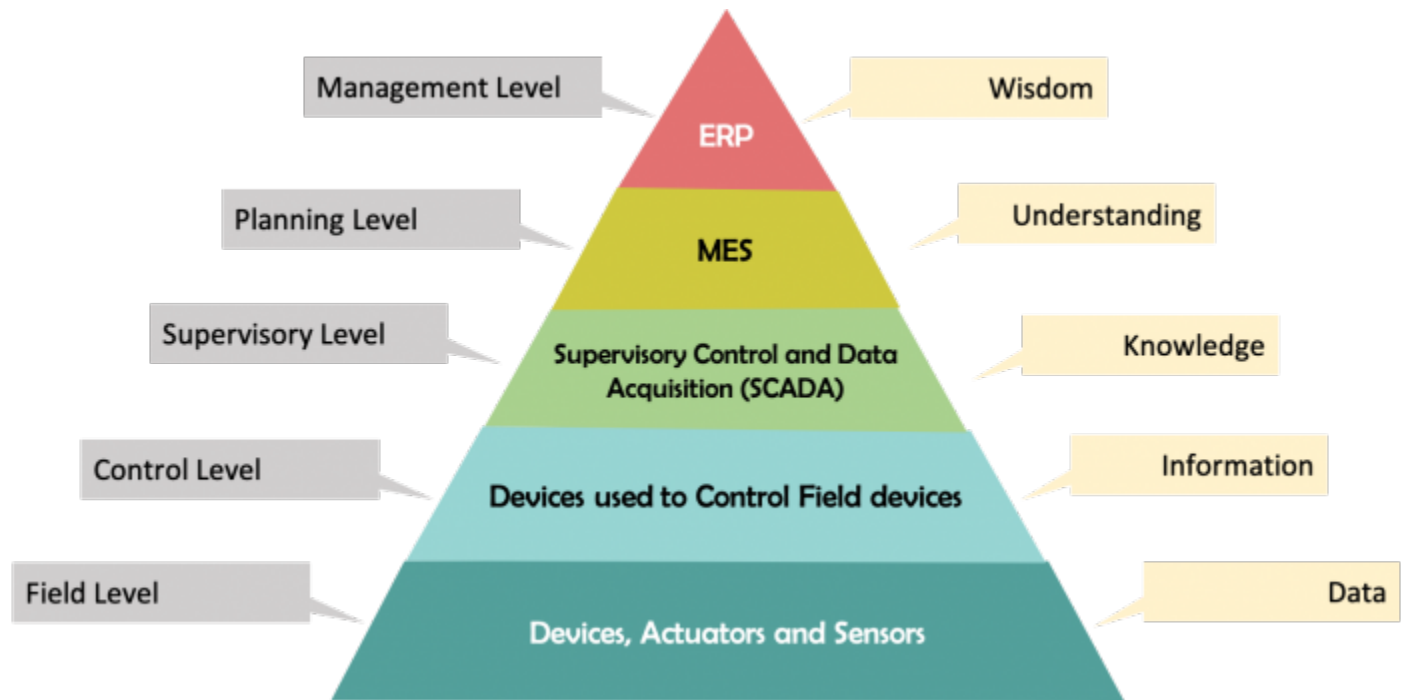 Management Level
Wisdom
ERP
Planning Level
Understanding
MES
Supervisory Level
Knowledge
Supervisory Control and Data
Acquisition (SCADA)
Control Level
Information
Devices used to Control Field devices
Field Level
Data
Devices, Actuators and Sensors